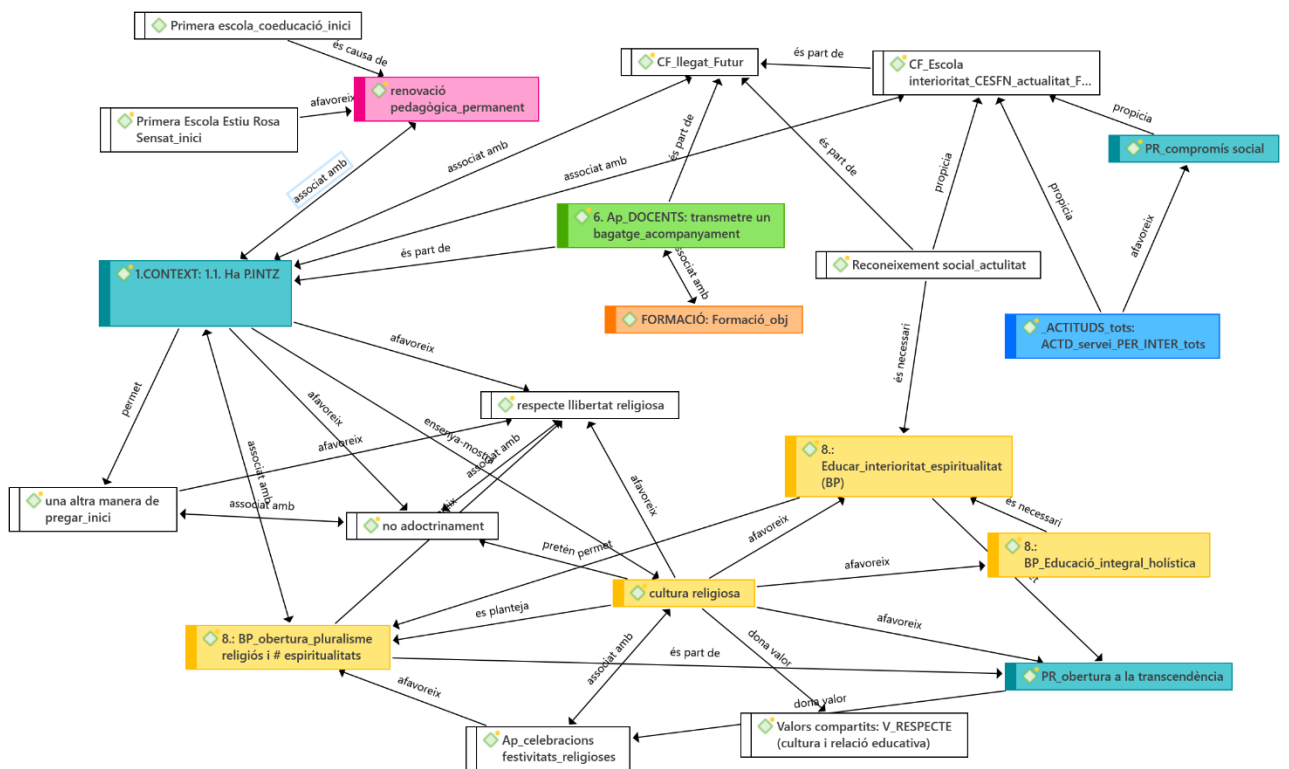 Primera escola_coeducació_inici
és causa de
renovació
pedagògica_permanent
afavoreix
Primera Escola Estiu Rosa
Sensat_inici
associat amb
CF_llegat_Futur
és part de
CF_Escola
interioritat_CESFN_actualitat_F...
propicia
PR_compromís social
és part de
és part de
associat amb
associat amb
propicia
propicia
afavoreix
6. Ap_DOCENTS: transmetre un
bagatge_acompanyament
és part de
1.CONTEXT: 1.1. Ha P.INTZ
Reconeixement social_actulitat
associat amb
FORMACIÓ: Formació_obj
_ACTITUDS_tots:
ACTD_servei_PER_INTER_tots
és necessari
afavoreix
permet
afavoreix
respecte llibertat religiosa
ensenya-mostra
afavoreix
associat amb
associat amb
8.:
Educar_interioritat_espiritualitat
(BP)
una altra manera de
pregar_inici
associat amb
no adoctrinament
afavoreix
afavoreix
és necessari
8.:
BP_Educació_integral_holística
pretén permet
afavoreix
cultura religiosa
es planteja
afavoreix
8.: BP_obertura_pluralisme
religiós i # espiritualitats
és part de
dona valor
associat amb
PR_obertura a la transcendència
afavoreix
dona valor
Ap_celebracions
festivitats_religioses
Valors compartits: V_RESPECTE
(cultura i relació educativa)